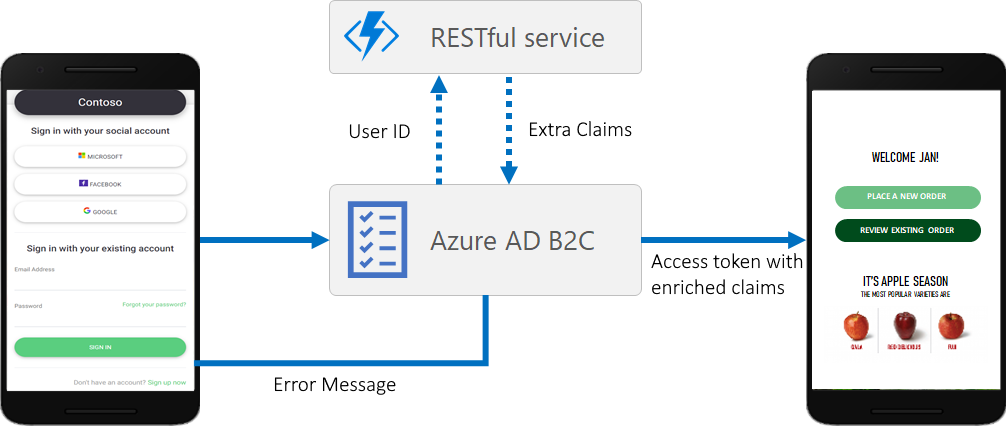 RESTful service
User ID
Extra Claims
Azure AD B2C
Access token with
enriched claims
Error Message
Contoso
Sign in with your social account
MICROSOFT
FACEBOOK
GOOGLE
Sign in with your existing account
Email Address
Password
Forgot your password?
SIGN IN
Don't have an account? Sign up now
WELCOME JAN!
PLACE A NEW ORDER
REVIEW EXISTING ORDER
IT'S APPLE SEASON
THE MOST POPULAR VARIETIES ARE
GALA
RED DELICIOUS
FUJI